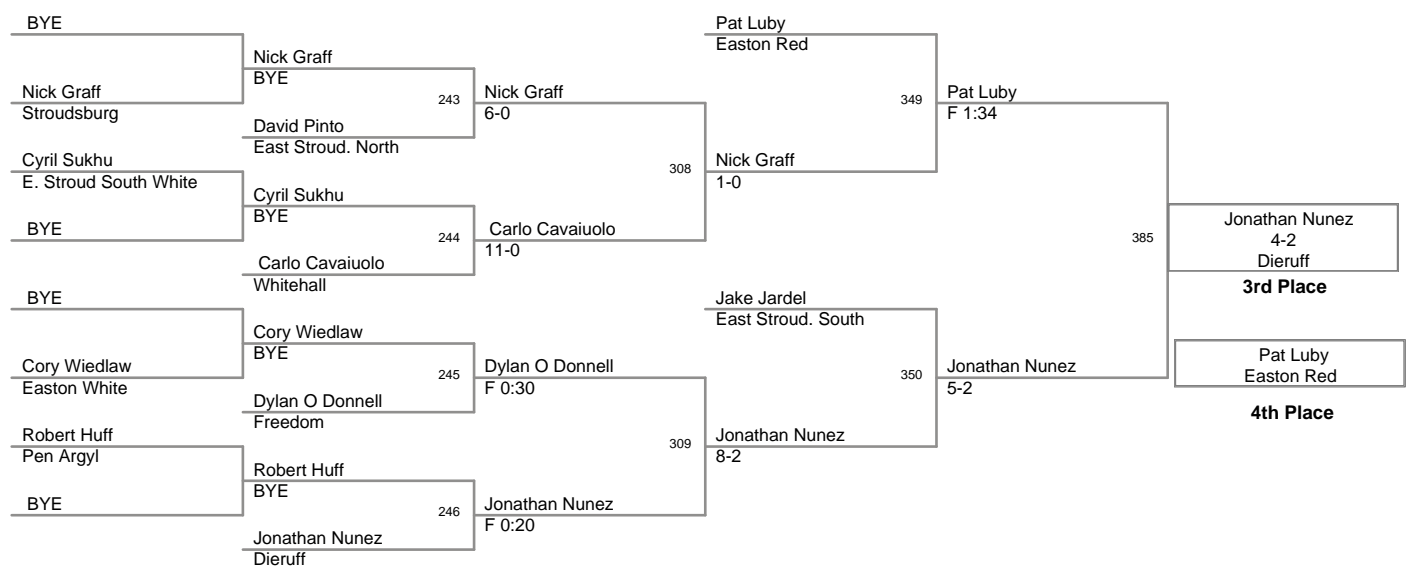 BYE
Nick Graff
Stroudsburg
Cyril Sukhu
E. Stroud South White
BYE
BYE
Cory Wiedlaw
Easton White
Robert Huff
Pen Argyl
BYE
Nick Graff
BYE
243
David Pinto
East Stroud. North
Cyril Sukhu
BYE
244
Carlo Cavaiuolo
Whitehall
Cory Wiedlaw
BYE
245
Dylan O Donnell
Freedom
Robert Huff
BYE
246
Jonathan Nunez
Dieruff
Nick Graff
6-0
308
Carlo Cavaiuolo
11-0
Dylan O Donnell
F 0:30
309
Jonathan Nunez
F 0:20
Pat Luby
Easton Red
349
Nick Graff
1-0
Jake Jardel
East Stroud. South
350
Jonathan Nunez
8-2
Pat Luby
F 1:34
385
Jonathan Nunez
5-2
Jonathan Nunez
4-2
Dieruff
3rd Place
Pat Luby
Easton Red
4th Place